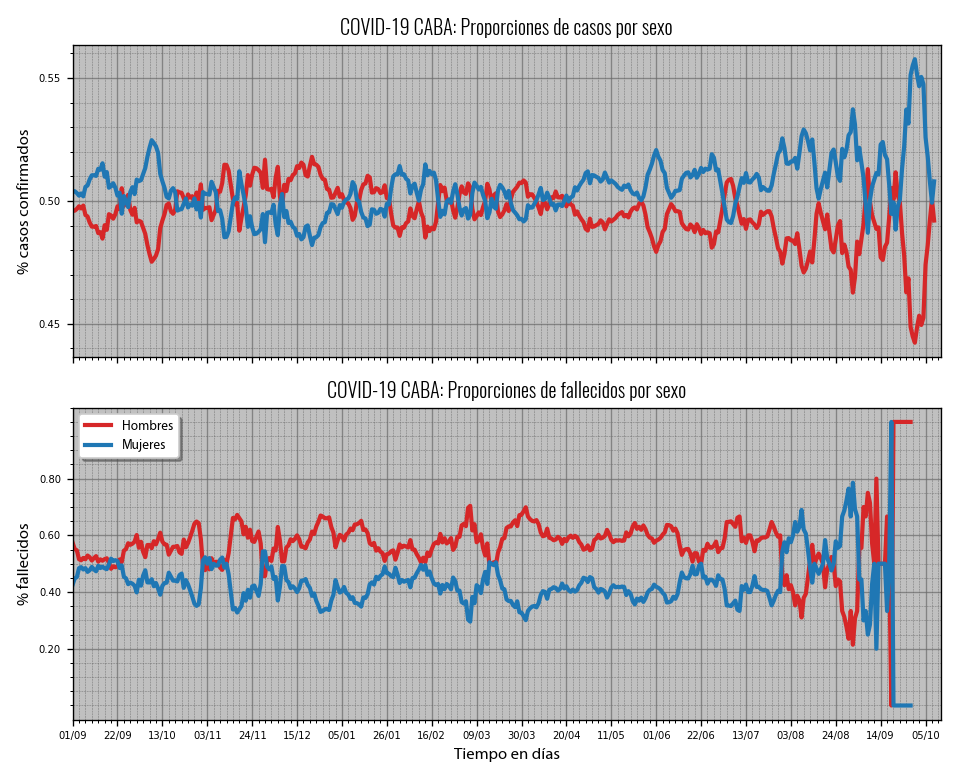 COVID-19 CABA: Proporciones de casos por sexo
% casos confirmados
0.55
0.50
0.45
COVID-19 CABA: Proporciones de fallecidos por sexo
% fallecidos
Hombres
Mujeres
0.80
0.60
0.40
0.20
01/09 22/09 13/10 03/11 24/11 15/12 05/01 26/01 16/02 09/03 30/03 20/04 11/05 01/06 22/06 13/07 03/08 24/08 14/09 05/10
Tiempo en días